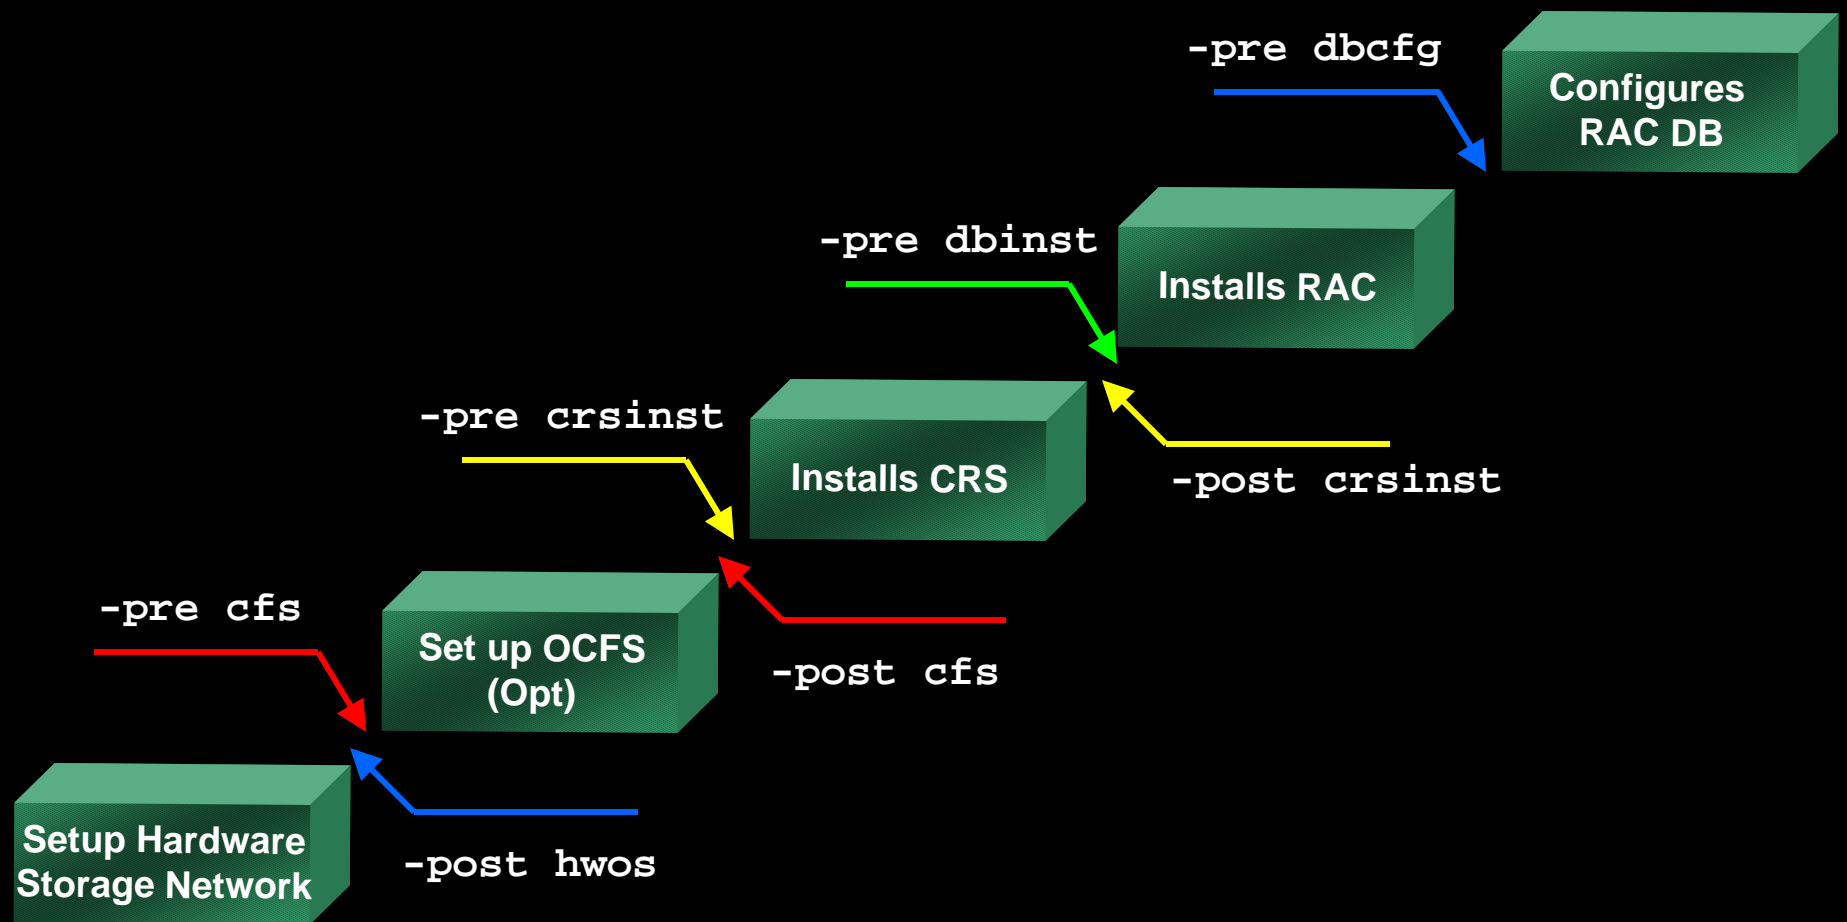 -pre dbcfg
Configures
RAC DB
-pre dbinst
Installs RAC
-pre crsinst
Installs CRS
-post crsinst
-pre cfs
Set up OCFS
(Opt)
-post cfs
Setup Hardware
Storage Network
-post hwos